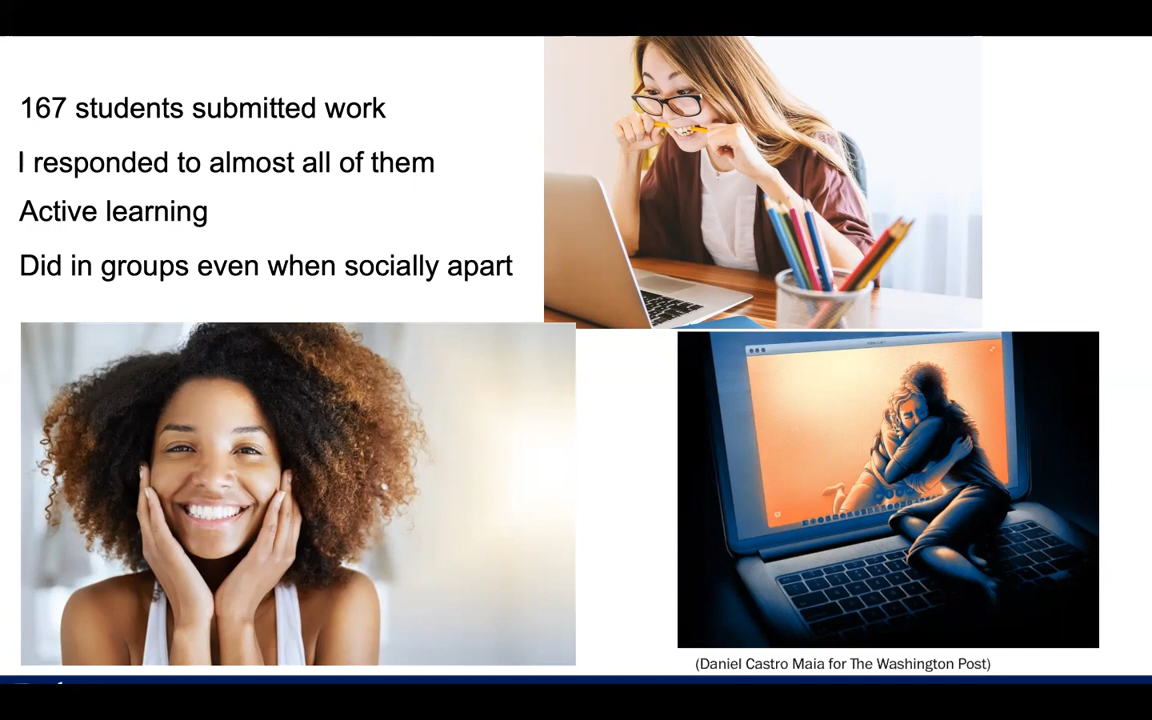 167 students submitted work
I responded to almost all of them
Active learning
Did in groups even when socially apart
(Daniel Castro Maia for The Washington Post)